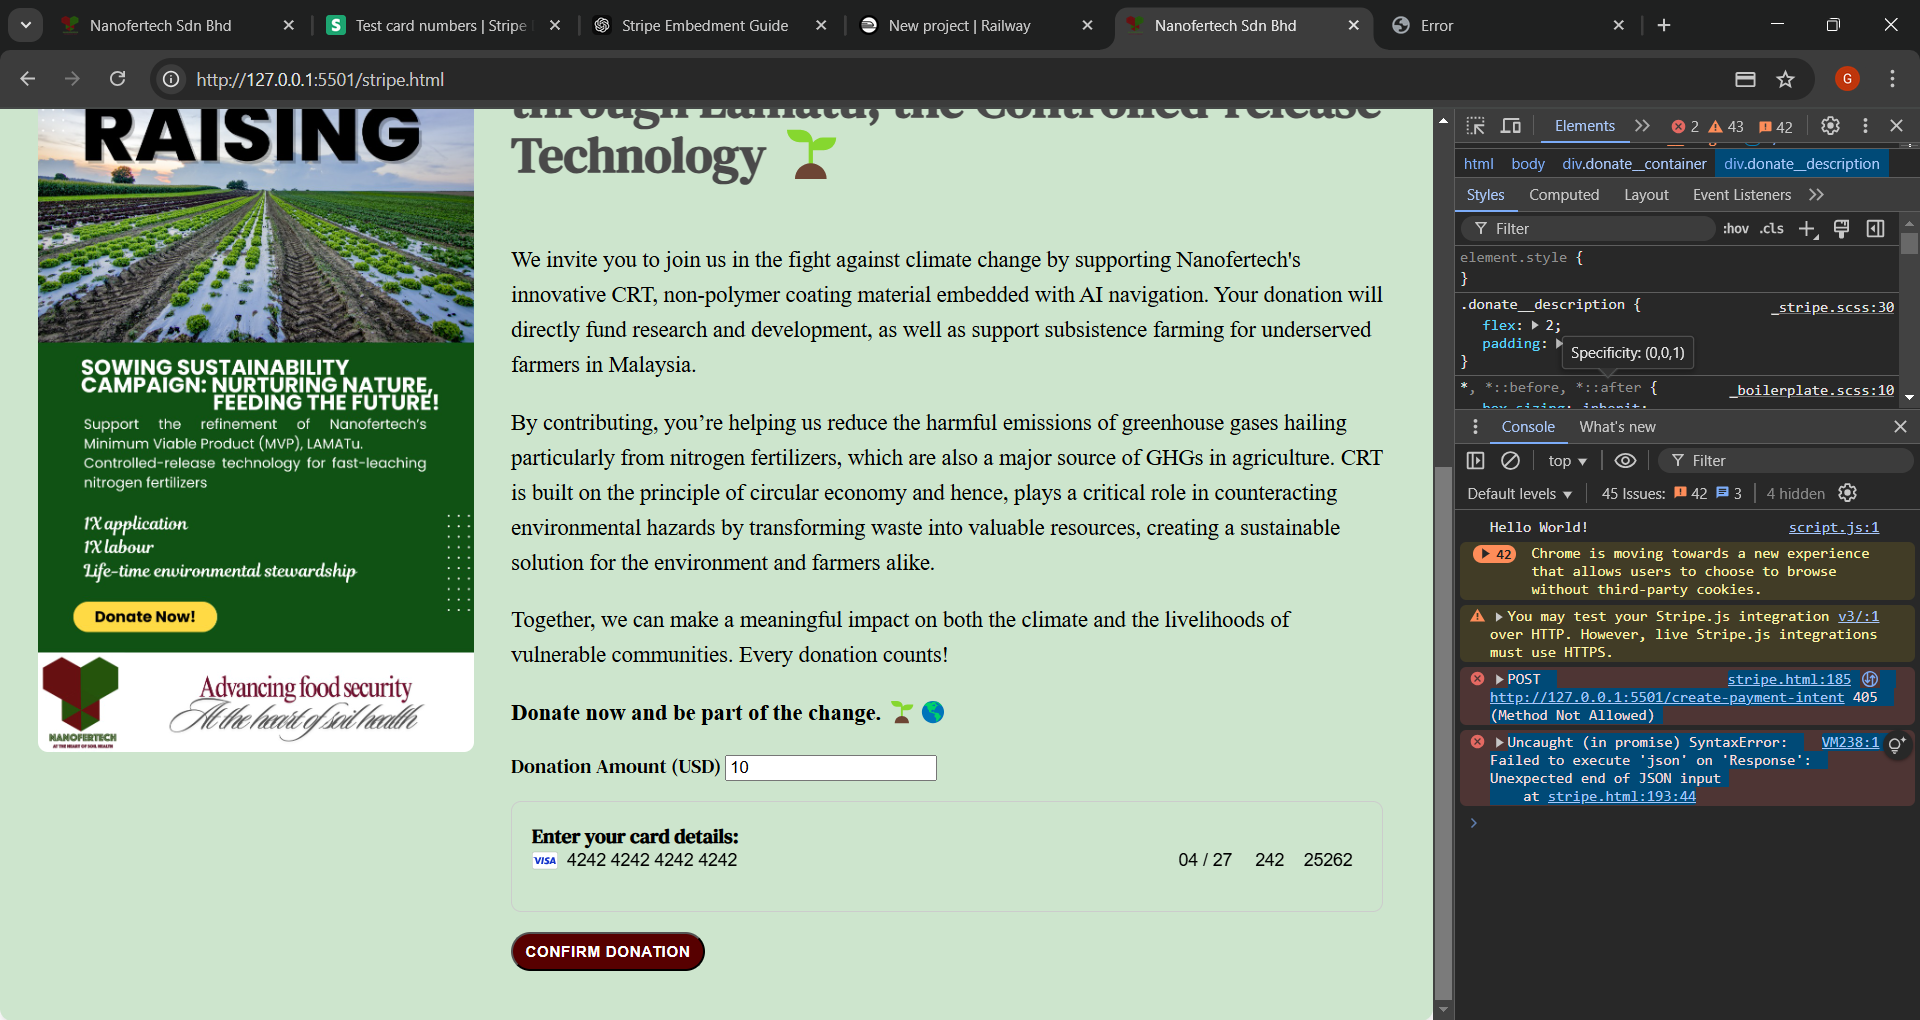 Nanofertech Sdn Bhd
Test card numbers | Stripe
Stripe Embedment Guide
New project | Railway
Nanofertech Sdn Bhd
Error
http://127.0.0.1:5501/stripe.html
G
RAISING
SOWING SUSTAINABILITY
CAMPAIGN: NURTURING NATURE,
FEEDING THE FUTURE!
Support the refinement of Nanofertech's
Minimum Viable Product (MVP), LAMATu.
Controlled-release technology for fast-leaching
nitrogen fertilizers
1X application
1X labour
Life-time environmental stewardship
Donate Now!
NANOFERTECH
AT THE HEART OF SOIL HEALTH
Advancing food security
At the heart of soil health
through Lamatu, the Controlled-release
Technology
We invite you to join us in the fight against climate change by supporting Nanofertech's
innovative CRT, non-polymer coating material embedded with AI navigation. Your donation will
directly fund research and development, as well as support subsistence farming for underserved
farmers in Malaysia.
By contributing, you’re helping us reduce the harmful emissions of greenhouse gases hailing
particularly from nitrogen fertilizers, which are also a major source of GHGs in agriculture. CRT
is built on the principle of circular economy and hence, plays a critical role in counteracting
environmental hazards by transforming waste into valuable resources, creating a sustainable
solution for the environment and farmers alike.
Together, we can make a meaningful impact on both the climate and the livelihoods of
vulnerable communities. Every donation counts!
Donate now and be part of the change.
Donation Amount (USD) 10
Enter your card details:
VISA 4242 4242 4242 4242 04 / 27 242 25262
CONFIRM DONATION
Elements 2 43 42
html body div.donate__container div.donate__description
Styles Computed Layout Event Listeners
Filter :hov .cls
element.style {
}
.donate__description { _stripe.scss:30
flex: 2;
padding:
}
Specificity: (0,0,1)
*, *::before, *::after { _boilerplate.scss:10
box-sizing: inherit;
Console What's new
top Filter
Default levels 45 Issues: 42 3 4 hidden
Hello World! script.js:1
42 Chrome is moving towards a new experience
that allows users to choose to browse
without third-party cookies.
You may test your Stripe.js integration v3/:1
over HTTP. However, live Stripe.js integrations
must use HTTPS.
POST stripe.html:185
http://127.0.0.1:5501/create-payment-intent 405
(Method Not Allowed)
Uncaught (in promise) SyntaxError: VM238:1
Failed to execute 'json' on 'Response':
Unexpected end of JSON input
at stripe.html:193:44